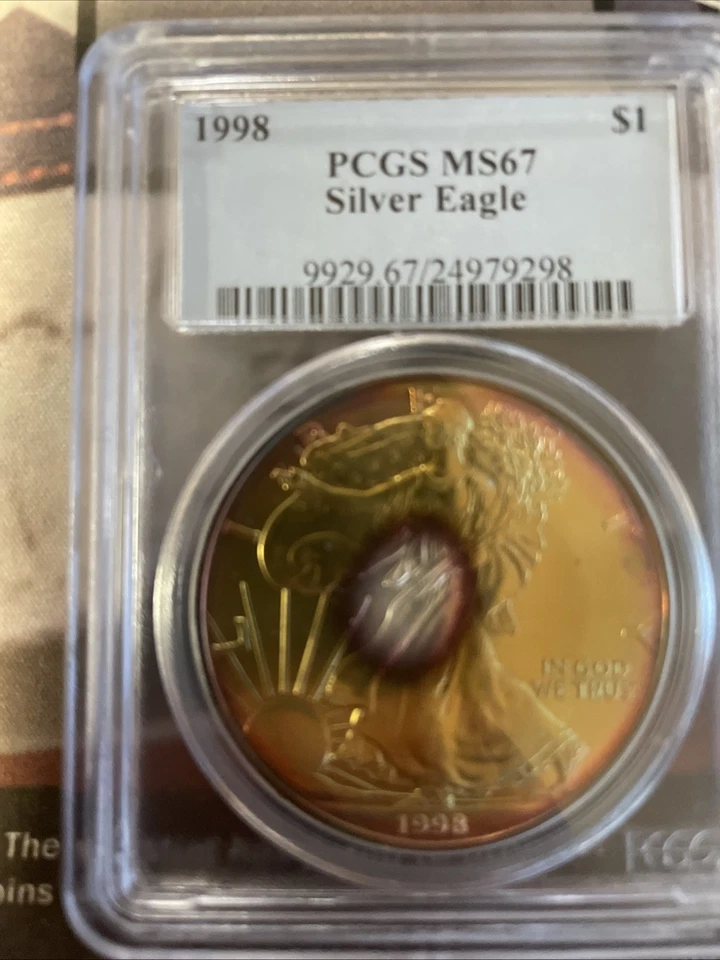 1998 $1
PCGS MS67
Silver Eagle
9929.67/24979298
IN GOD
WE TRUST
1998
The
oins